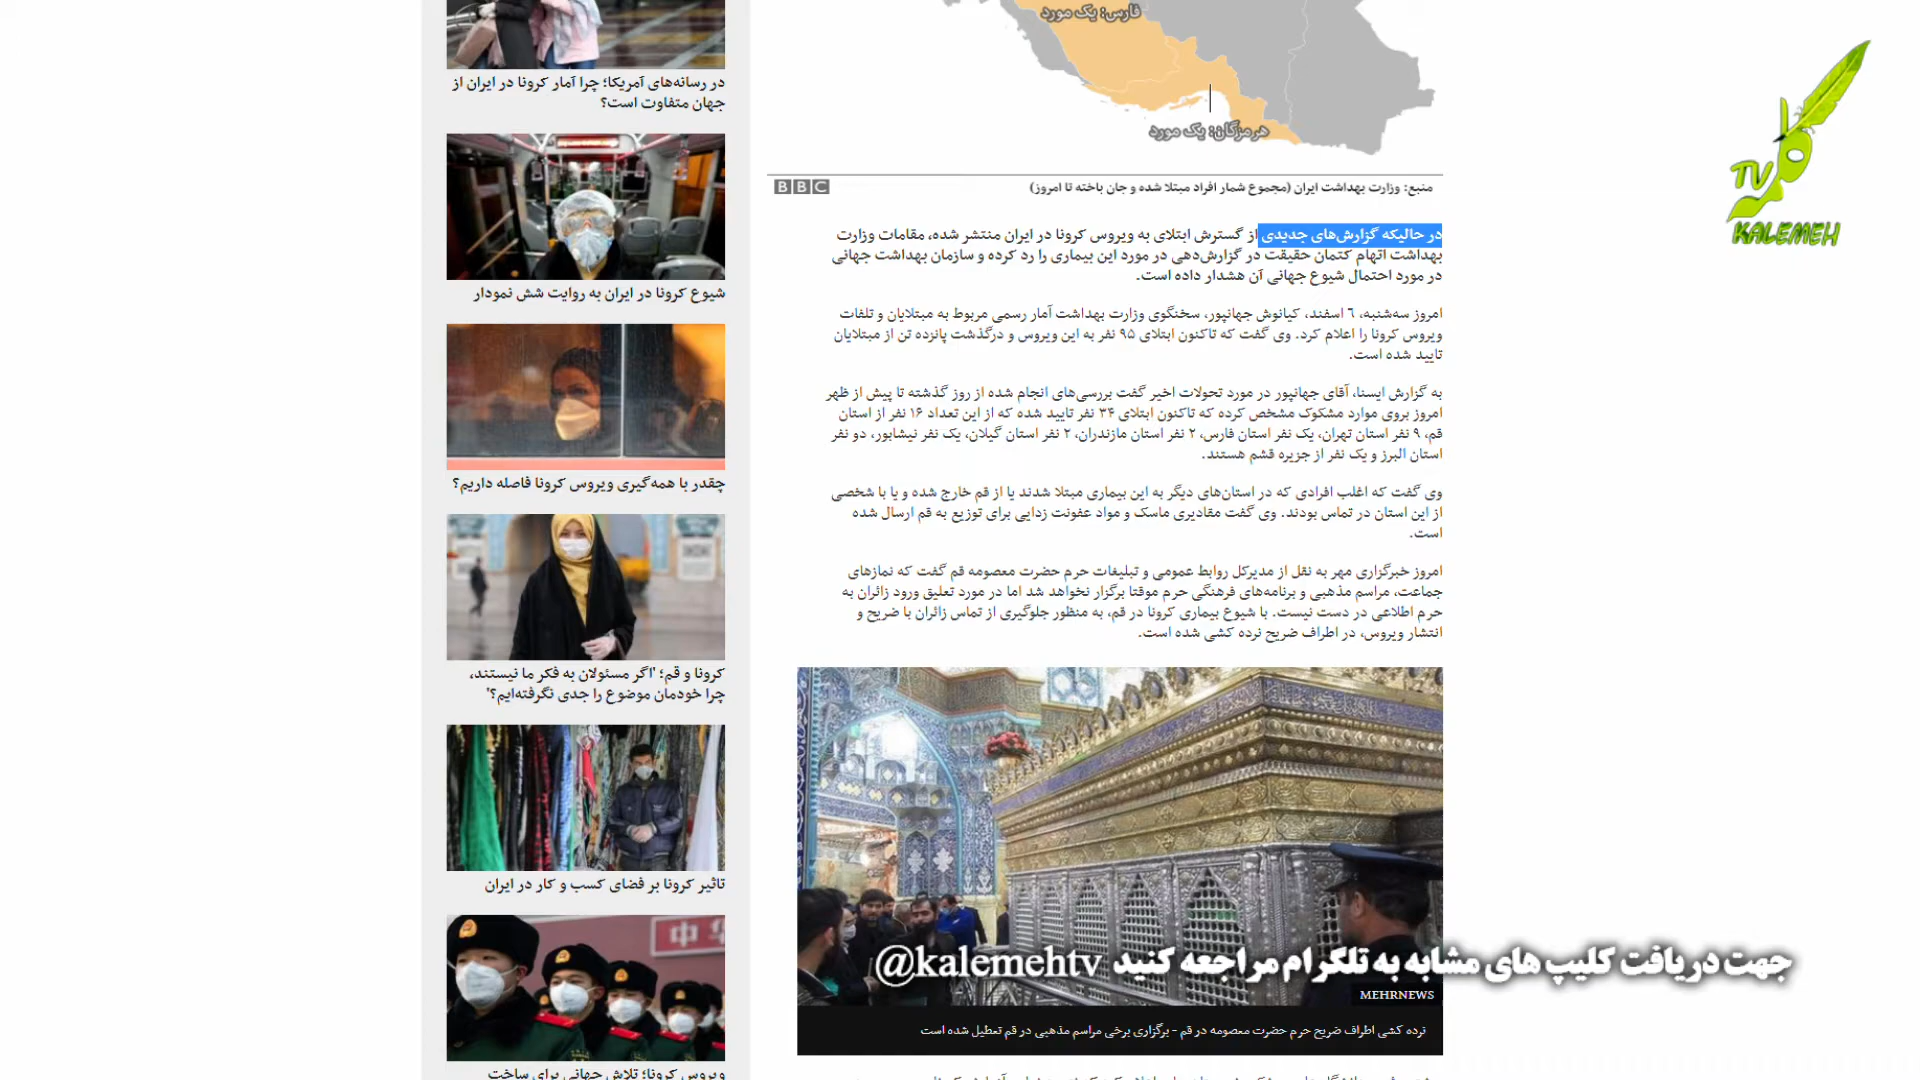 فارس: یک مورد
هرمزگان: یک مورد
منبع: وزارت بهداشت ایران (مجموع شمار افراد مبتلا شده و جان باخته تا امروز)
BBC
در حالیکه گزارش‌های جدیدی از گسترش ابتلای به ویروس کرونا در ایران منتشر شده، مقامات وزارت
بهداشت اتهام کتمان حقیقت در گزارش‌دهی در مورد این بیماری را رد کرده و سازمان بهداشت جهانی
در مورد احتمال شیوع جهانی آن هشدار داده است.
امروز سه‌شنبه، ۶ اسفند، کیانوش جهانپور، سخنگوی وزارت بهداشت آمار رسمی مربوط به مبتلایان و تلفات
ویروس کرونا را اعلام کرد. وی گفت که تاکنون ابتلای ۹۵ نفر به این ویروس و درگذشت پانزده تن از مبتلایان
تایید شده است.
به گزارش ایسنا، آقای جهانپور در مورد تحولات اخیر گفت بررسی‌های انجام شده از روز گذشته تا پیش از ظهر
امروز بروی موارد مشکوک مشخص کرده که تاکنون ابتلای ۳۴ نفر تایید شده که از این تعداد ۱۶ نفر از استان
قم، ۹ نفر استان تهران، یک نفر استان فارس، ۲ نفر استان مازندران، ۲ نفر استان گیلان، یک نفر نیشابور، دو نفر
استان البرز و یک نفر از جزیره قشم هستند.
وی گفت که اغلب افرادی که در استان‌های دیگر به این بیماری مبتلا شدند یا از قم خارج شده و یا با شخصی
از این استان در تماس بودند. وی گفت مقادیری ماسک و مواد عفونت زدایی برای توزیع به قم ارسال شده
است.
امروز خبرگزاری مهر به نقل از مدیرکل روابط عمومی و تبلیغات حرم حضرت معصومه قم گفت که نمازهای
جماعت، مراسم مذهبی و برنامه‌های فرهنگی حرم موقتا برگزار نخواهد شد اما در مورد تعلیق ورود زائران به
حرم اطلاعی در دست نیست. با شیوع بیماری کرونا در قم، به منظور جلوگیری از تماس زائران با ضریح و
انتشار ویروس، در اطراف ضریح نرده کشی شده است.
جهت دریافت کلیپ های مشابه به تلگرام مراجعه کنید @kalemehtv
MEHRNEWS
نرده کشی اطراف ضریح حرم حضرت معصومه در قم - برگزاری برخی مراسم مذهبی در قم تعطیل شده است
در رسانه‌های آمریکا؛ چرا آمار کرونا در ایران از
جهان متفاوت است؟
شیوع کرونا در ایران به روایت شش نمودار
چقدر با همه‌گیری ویروس کرونا فاصله داریم؟
کرونا و قم؛ 'اگر مسئولان به فکر ما نیستند،
چرا خودمان موضوع را جدی نگرفته‌ایم؟'
تاثیر کرونا بر فضای کسب و کار در ایران
中
ویروس کرونا؛ تلاش جهانی برای ساخت
TV
KALEMEH